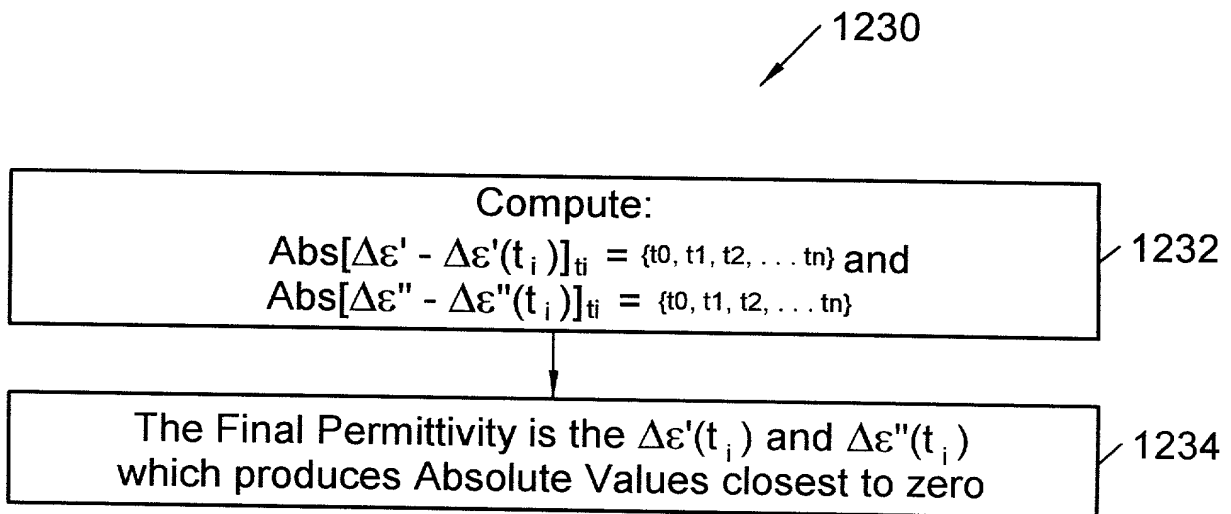 1230
Compute:
Abs[Δε' - Δε'(t i )]ti = {t0, t1, t2, . . . tn} and
Abs[Δε" - Δε"(t i )]ti = {t0, t1, t2, . . . tn}
1232
The Final Permittivity is the Δε'(t i ) and Δε"(t i )
which produces Absolute Values closest to zero
1234